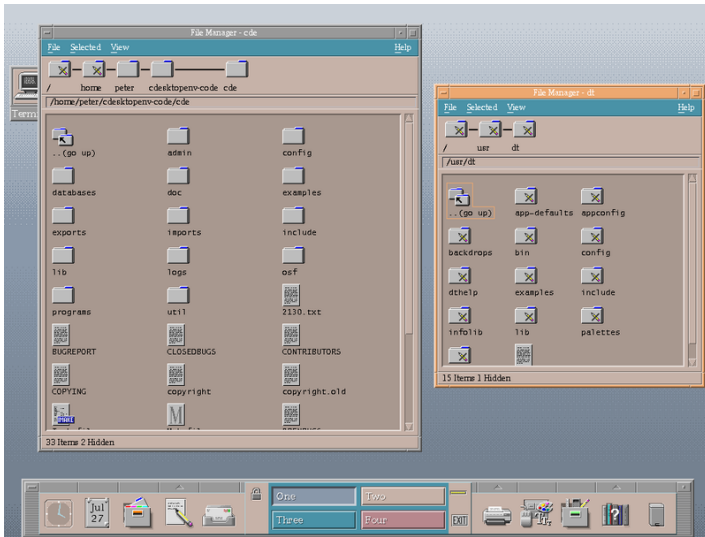 File Manager - cde
File Selected View Help
/ home peter cdesktopenv-code cde
/home/peter/cdesktopenv-code/cde
..(go up) admin config
databases doc examples
exports imports include
lib logs osf
programs util 2130.txt
BUGREPORT CLOSEDBUGS CONTRIBUTORS
COPYING copyright copyright.old
MAKE M
33 Items 2 Hidden
File Manager - dt
File Selected View Help
/ usr dt
/usr/dt
..(go up) app-defaults appconfig
backdrops bin config
dthelp examples include
infolib lib palettes
15 Items 1 Hidden
Jul
27
One Two
Three Four
EXIT